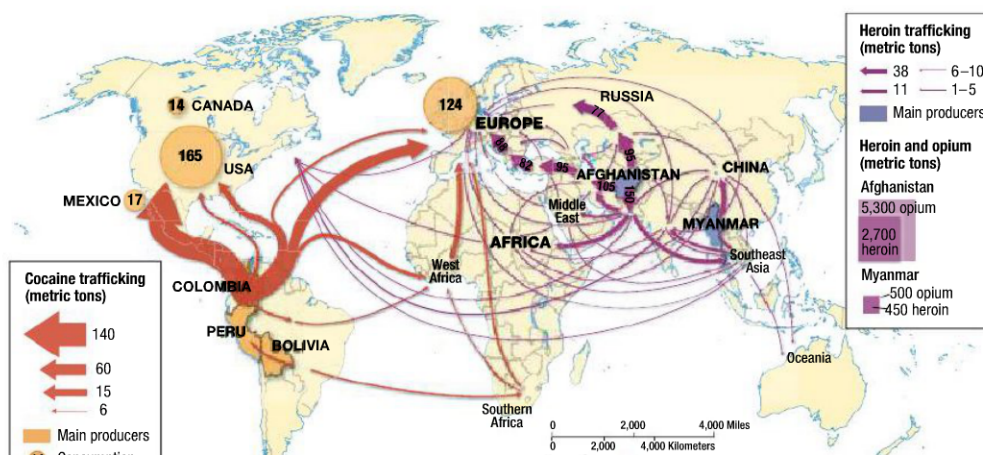 14 CANADA
165
USA
MEXICO 17
COLOMBIA
PERU
BOLIVIA
124
EUROPE
RUSSIA
77
95
88
82
95
AFGHANISTAN
105
150
CHINA
Middle
East
MYANMAR
AFRICA
West
Africa
Southeast
Asia
Oceania
Southern
Africa
0 2,000 4,000 Miles
0 2,000 4,000 Kilometers
Cocaine trafficking
(metric tons)
140
60
15
6
Main producers
Heroin trafficking
(metric tons)
38 6–10
11 1–5
Main producers
Heroin and opium
(metric tons)
Afghanistan
5,300 opium
2,700
heroin
Myanmar
500 opium
450 heroin